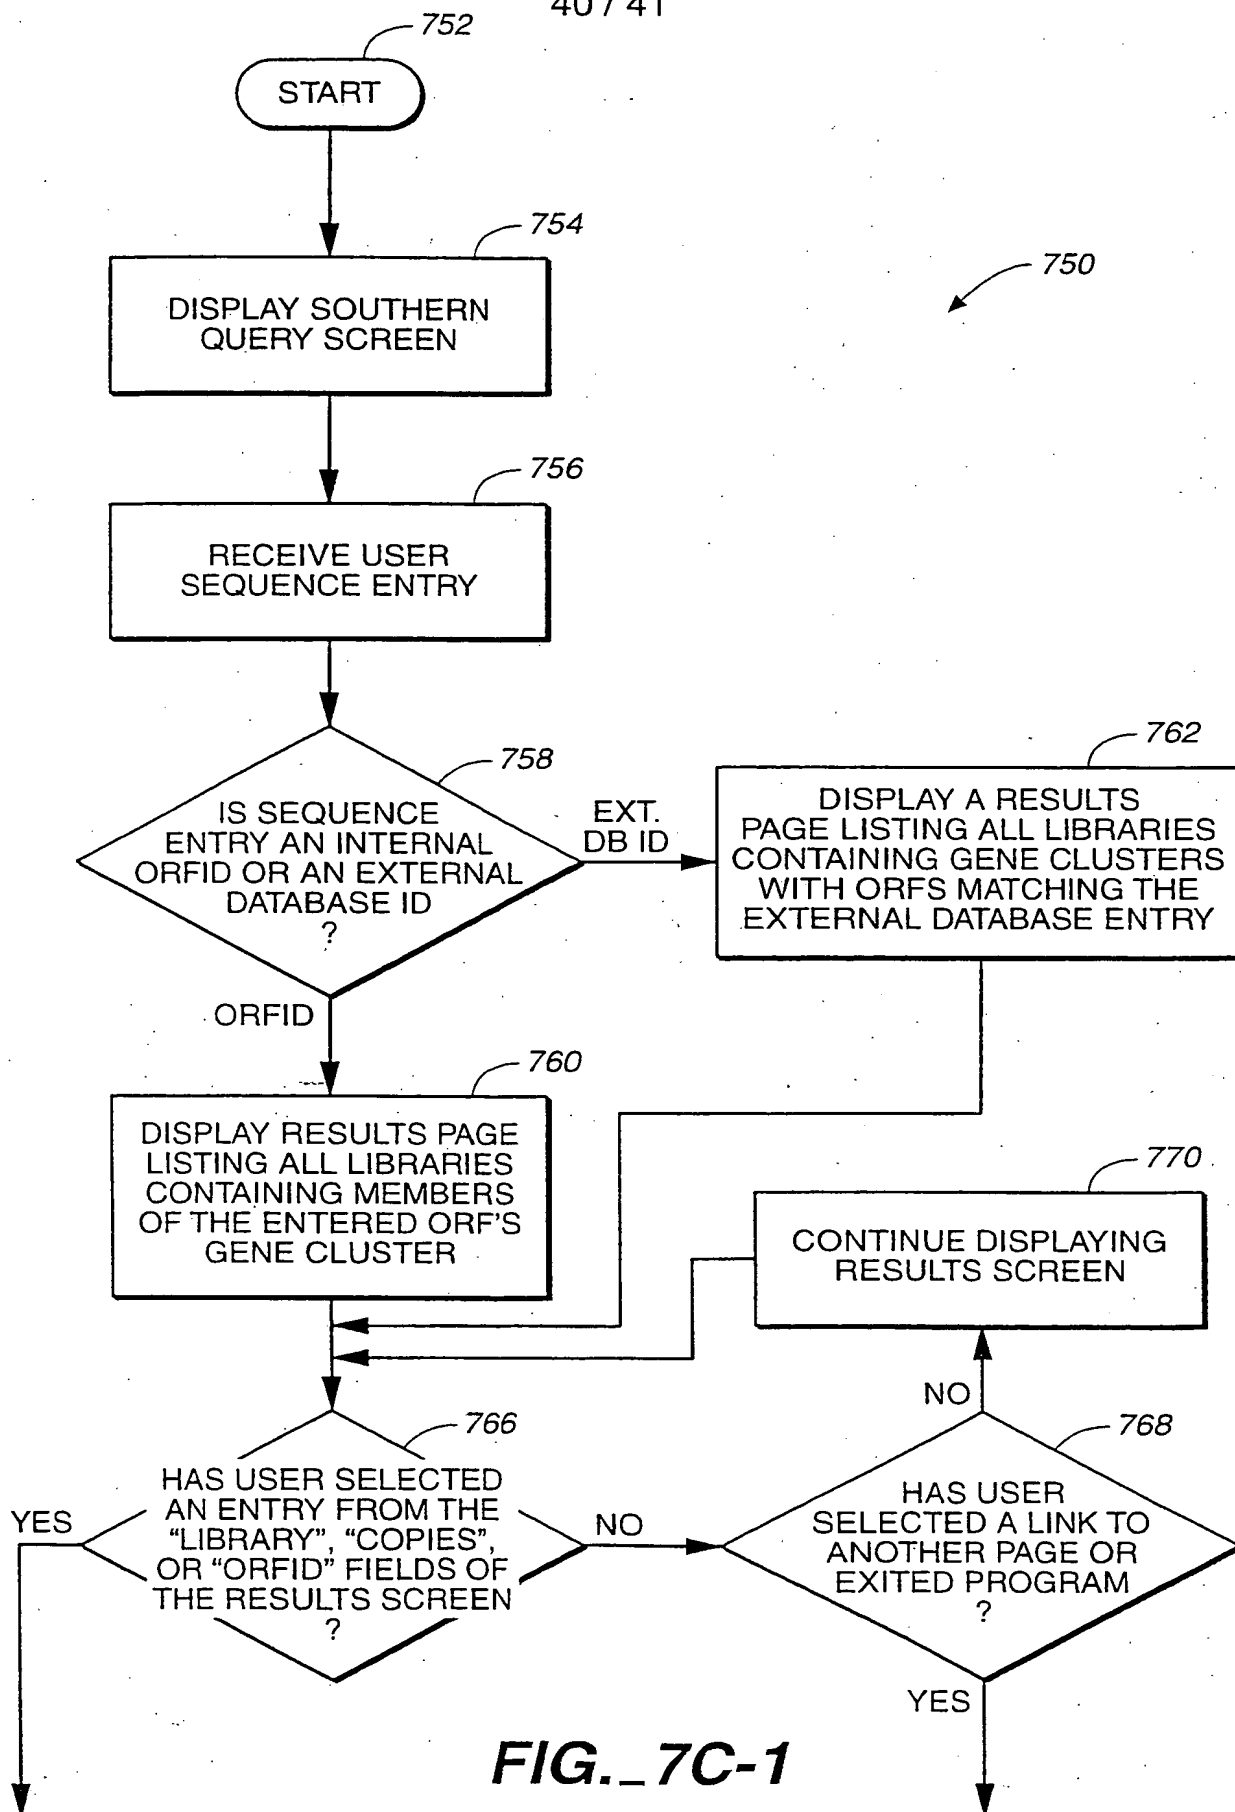 40 / 41
752
START
754
DISPLAY SOUTHERN
QUERY SCREEN
750
756
RECEIVE USER
SEQUENCE ENTRY
758
IS SEQUENCE
ENTRY AN INTERNAL
ORFID OR AN EXTERNAL
DATABASE ID
?
EXT.
DB ID
762
DISPLAY A RESULTS
PAGE LISTING ALL LIBRARIES
CONTAINING GENE CLUSTERS
WITH ORFS MATCHING THE
EXTERNAL DATABASE ENTRY
ORFID
760
DISPLAY RESULTS PAGE
LISTING ALL LIBRARIES
CONTAINING MEMBERS
OF THE ENTERED ORF'S
GENE CLUSTER
770
CONTINUE DISPLAYING
RESULTS SCREEN
766
HAS USER SELECTED
AN ENTRY FROM THE
“LIBRARY”, “COPIES”,
OR “ORFID” FIELDS OF
THE RESULTS SCREEN
?
YES
NO
NO
768
HAS USER
SELECTED A LINK TO
ANOTHER PAGE OR
EXITED PROGRAM
?
YES
FIG._7C-1